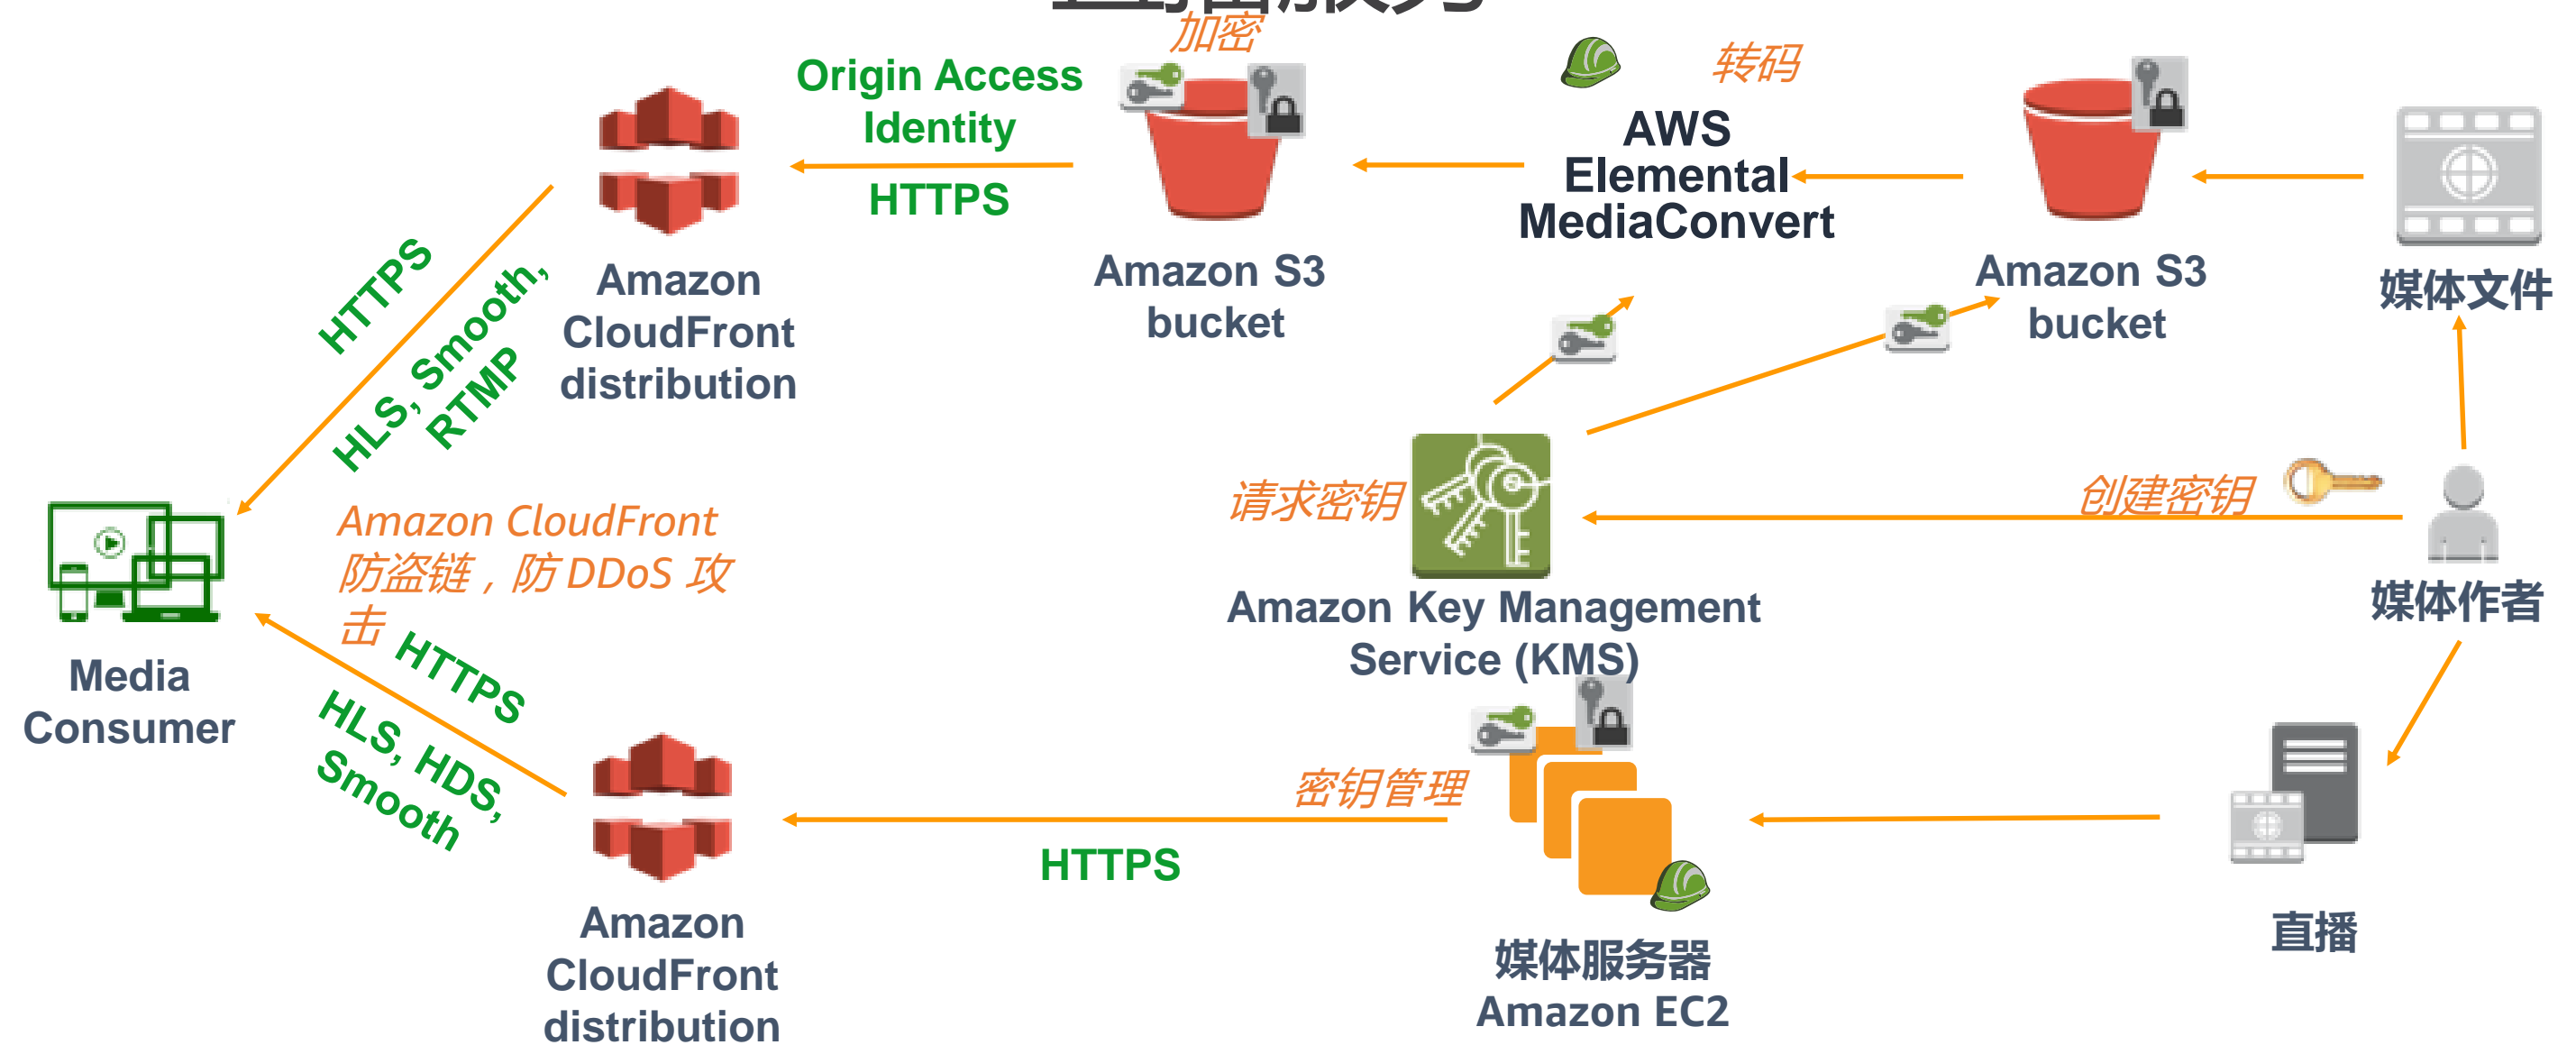 加密
Origin Access
Identity
HTTPS
转码
AWS
Elemental
MediaConvert
Amazon S3
bucket
Amazon S3
bucket
媒体文件
Amazon
CloudFront
distribution
HTTPS
HLS, Smooth,
RTMP
请求密钥
创建密钥
Amazon CloudFront
防盗链，防 DDoS 攻
击
Amazon Key Management
Service (KMS)
媒体作者
Media
Consumer
HTTPS
HLS, HDS,
Smooth
密钥管理
HTTPS
Amazon
CloudFront
distribution
媒体服务器
Amazon EC2
直播